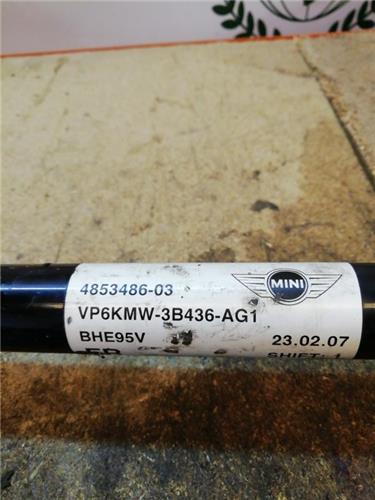 4853486-03
MINI
VP6KMW-3B436-AG1
BHE95V
23.02.07
SHIFT: 1